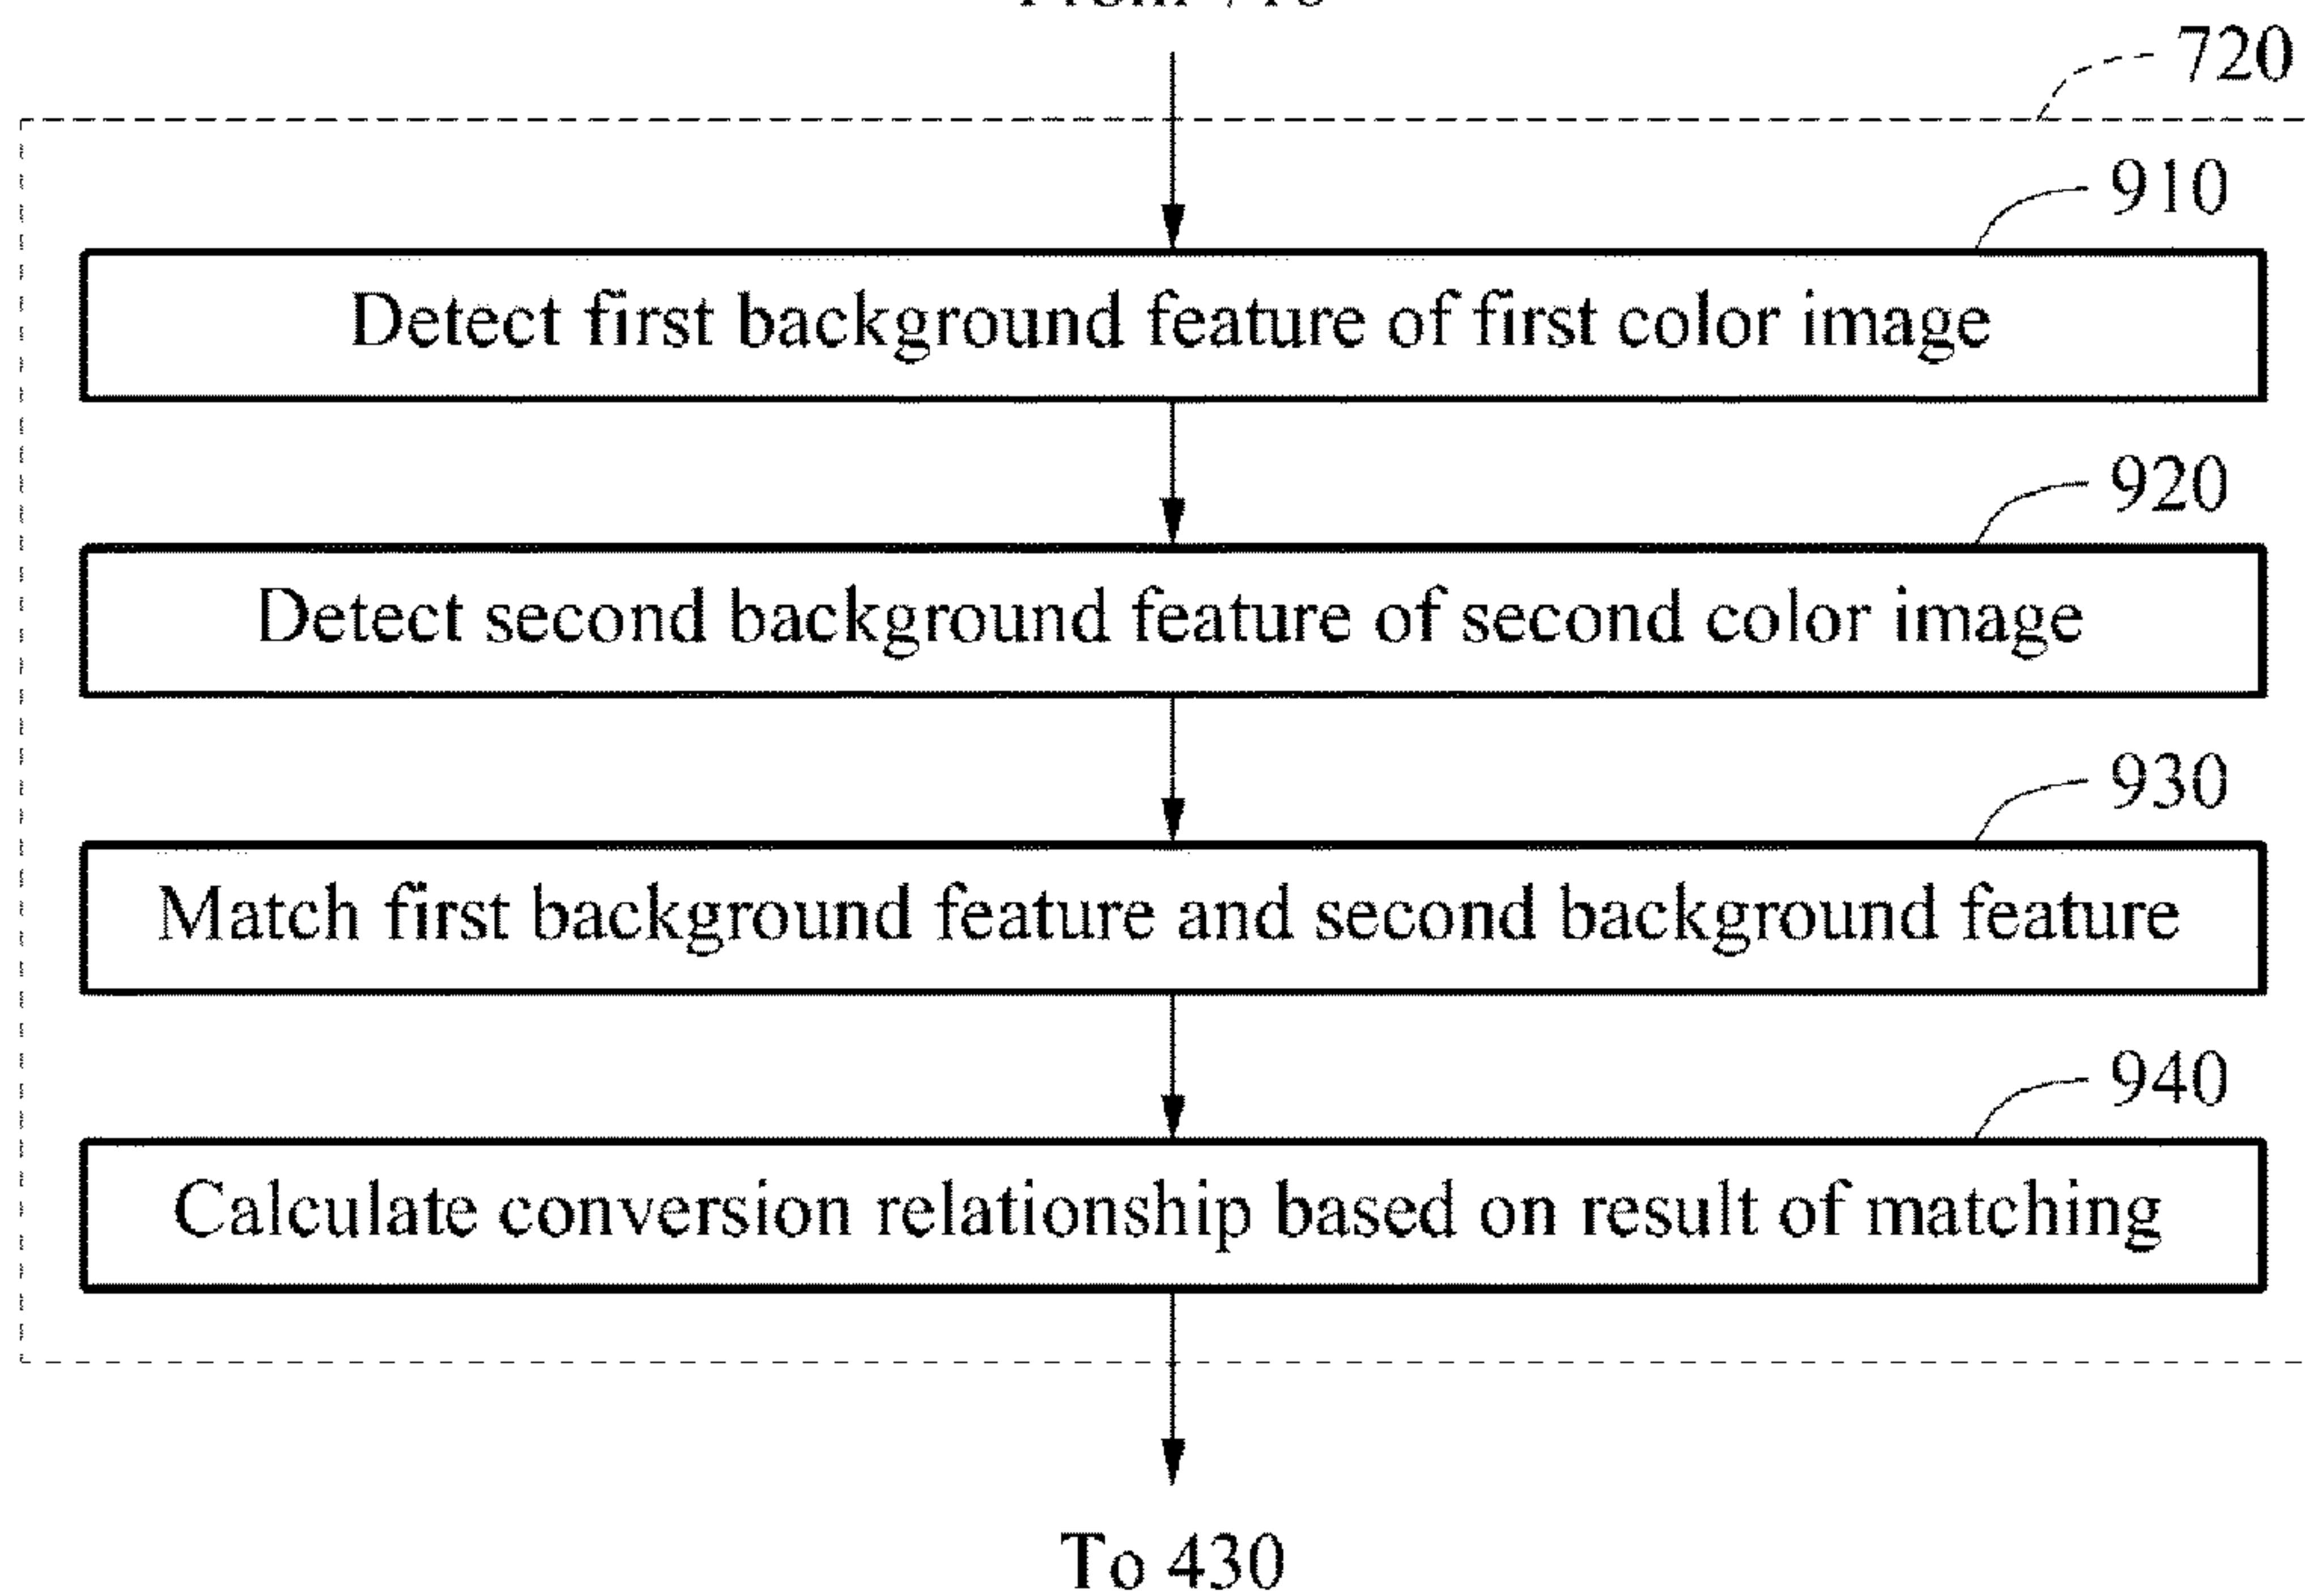 720
910
Detect first background feature of first color image
920
Detect second background feature of second color image
930
Match first background feature and second background feature
940
Calculate conversion relationship based on result of matching
To 430